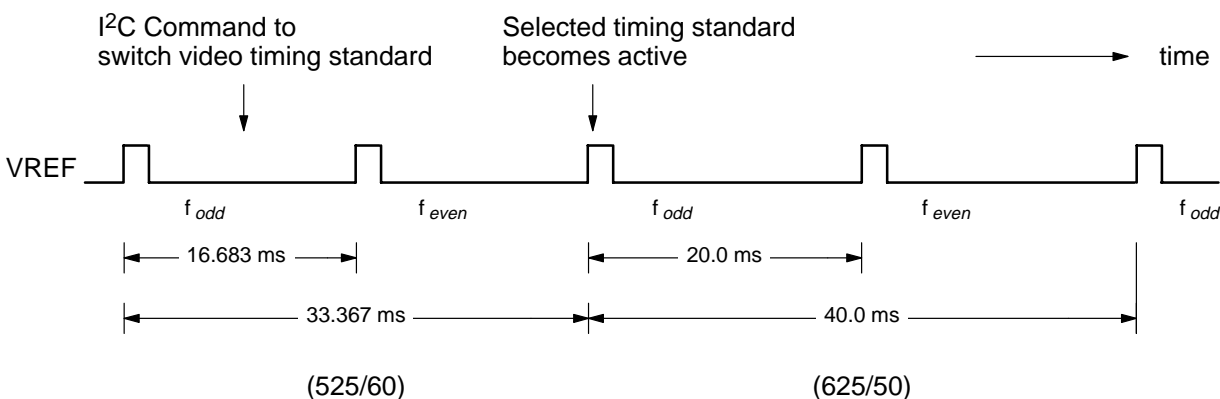 I²C Command to
switch video timing standard
Selected timing standard
becomes active
time
VREF
f odd
f even
f odd
f even
f odd
16.683 ms
20.0 ms
33.367 ms
40.0 ms
(525/60)
(625/50)